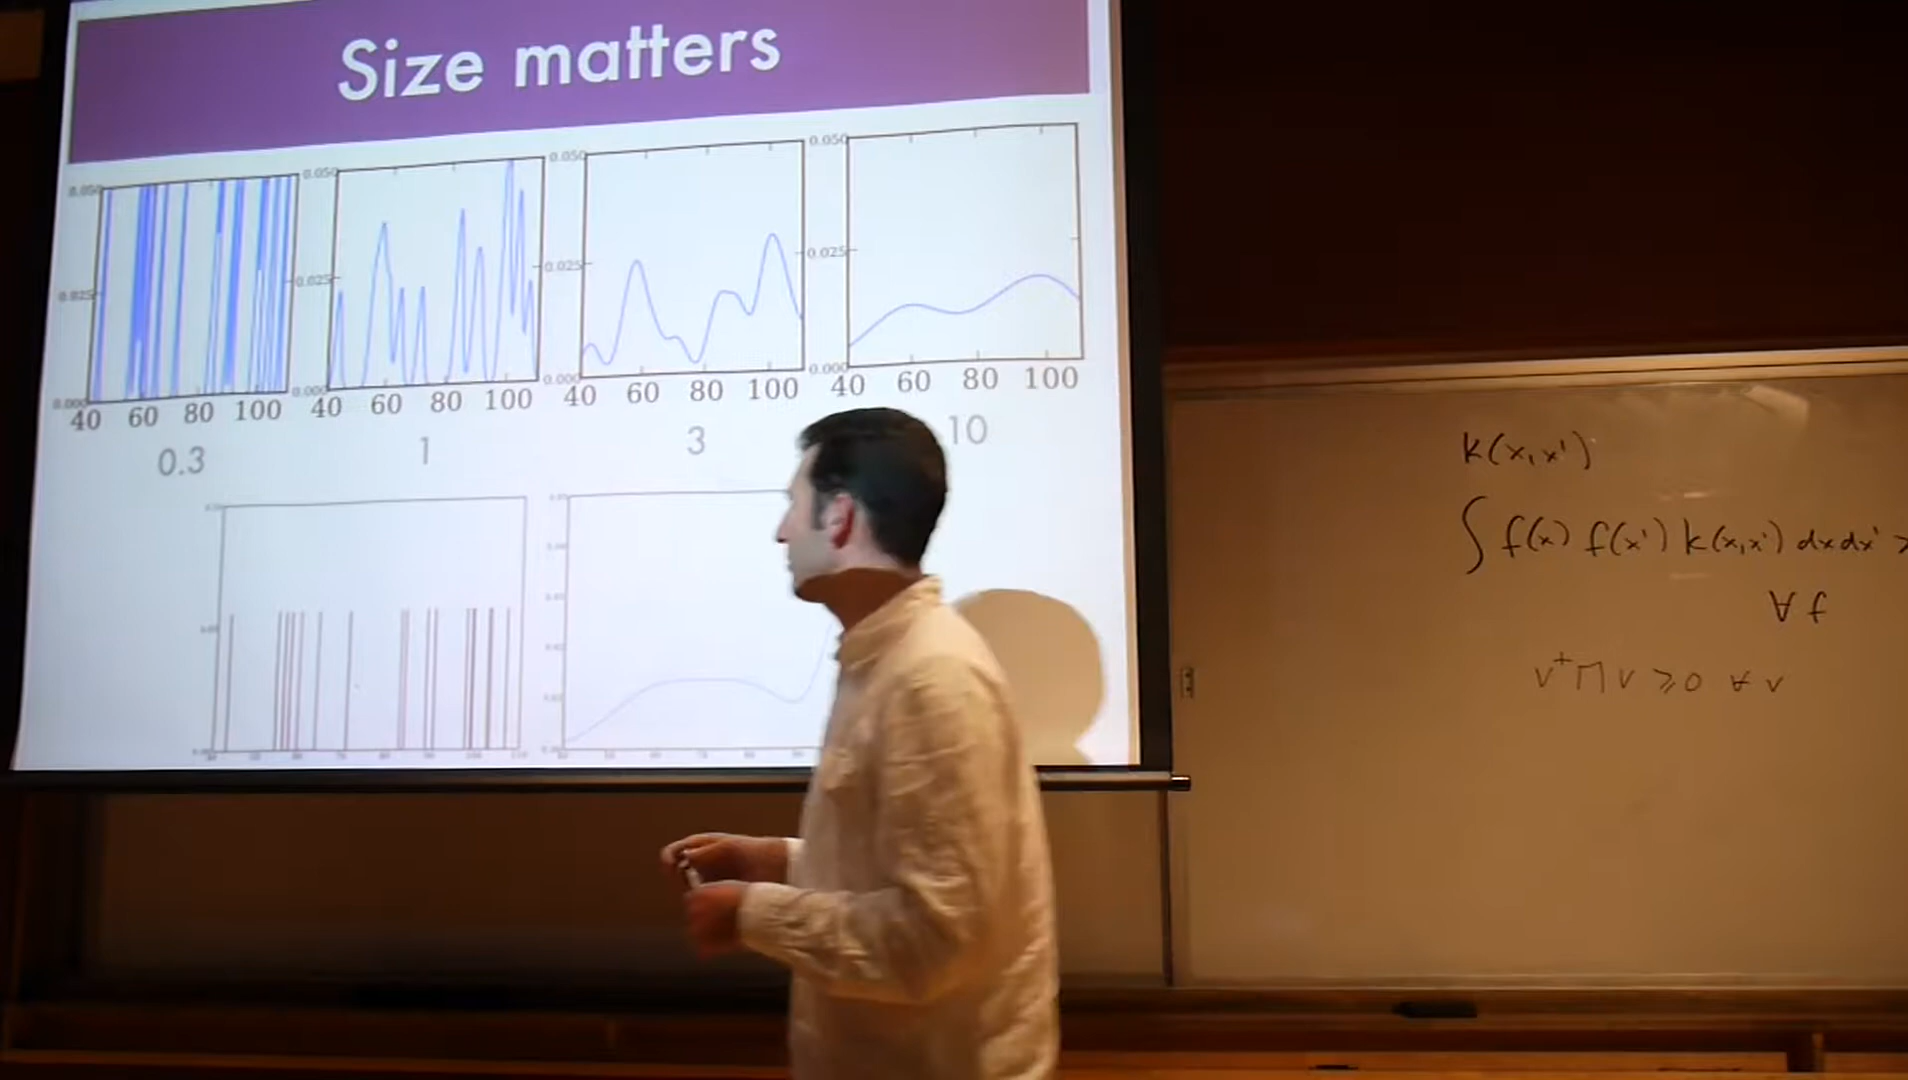 Size matters
0.050 0.050 0.050 0.050
0.025 0.025 0.025 0.025
0.000 0.000 0.000 0.000
40 60 80 100 40 60 80 100 40 60 80 100 40 60 80 100
0.3 1 3 10
k(x,x')
∫ f(x) f(x') k(x,x') dx dx' >
∀ f
v⁺ M v ⩾ 0 ∀ v